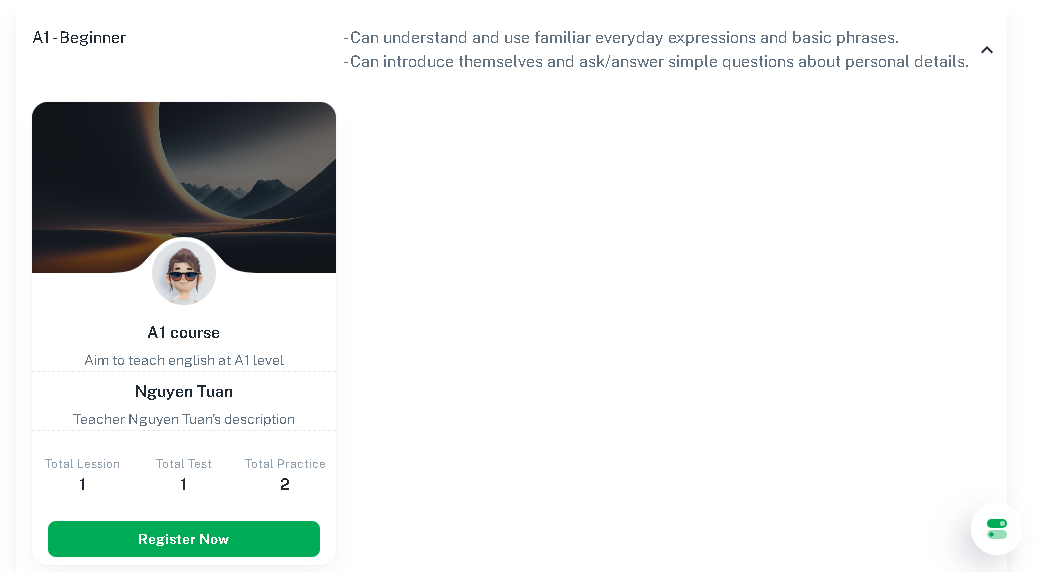 A1 - Beginner
- Can understand and use familiar everyday expressions and basic phrases.
- Can introduce themselves and ask/answer simple questions about personal details.
A1 course
Aim to teach english at A1 level
Nguyen Tuan
Teacher Nguyen Tuan's description
Total Lession Total Test Total Practice
1 1 2
Register Now